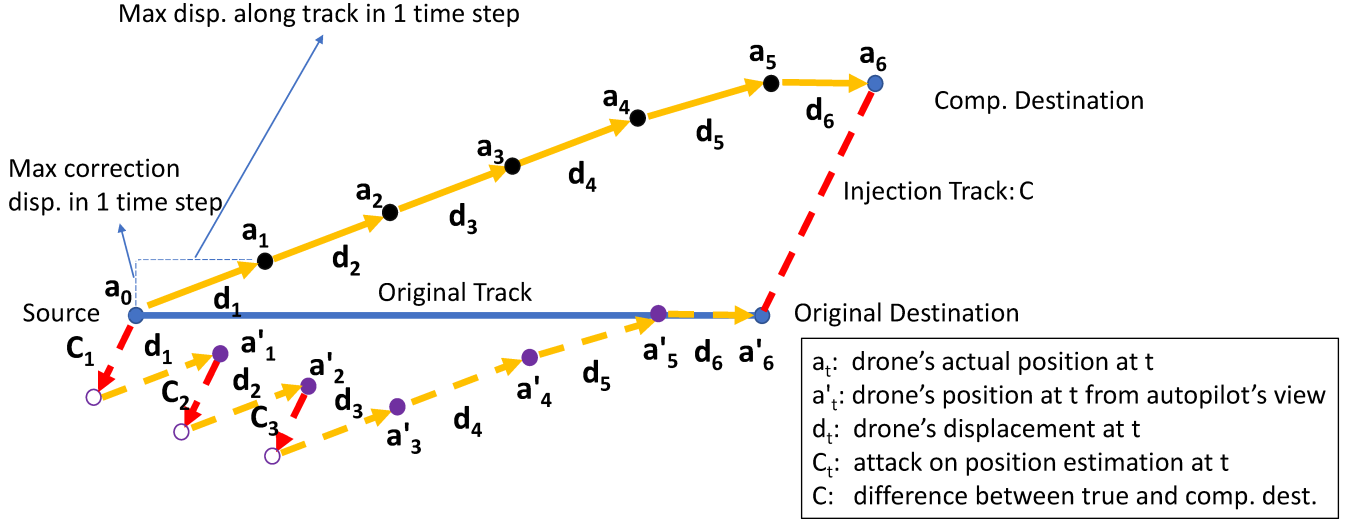 Max disp. along track in 1 time step
a5
a6
a4
d6
Comp. Destination
d5
a3
d4
Max correction
disp. in 1 time step
a2
Injection Track: C
d3
a1
d2
a0
d1
Original Track
Source
Original Destination
C1
d1
a'1
a'2
d2
C2
d3
C3
a'3
d4
a'4
d5
a'5
d6
a'6
at: drone's actual position at t
a't: drone's position at t from autopilot's view
dt: drone's displacement at t
Ct: attack on position estimation at t
C: difference between true and comp. dest.